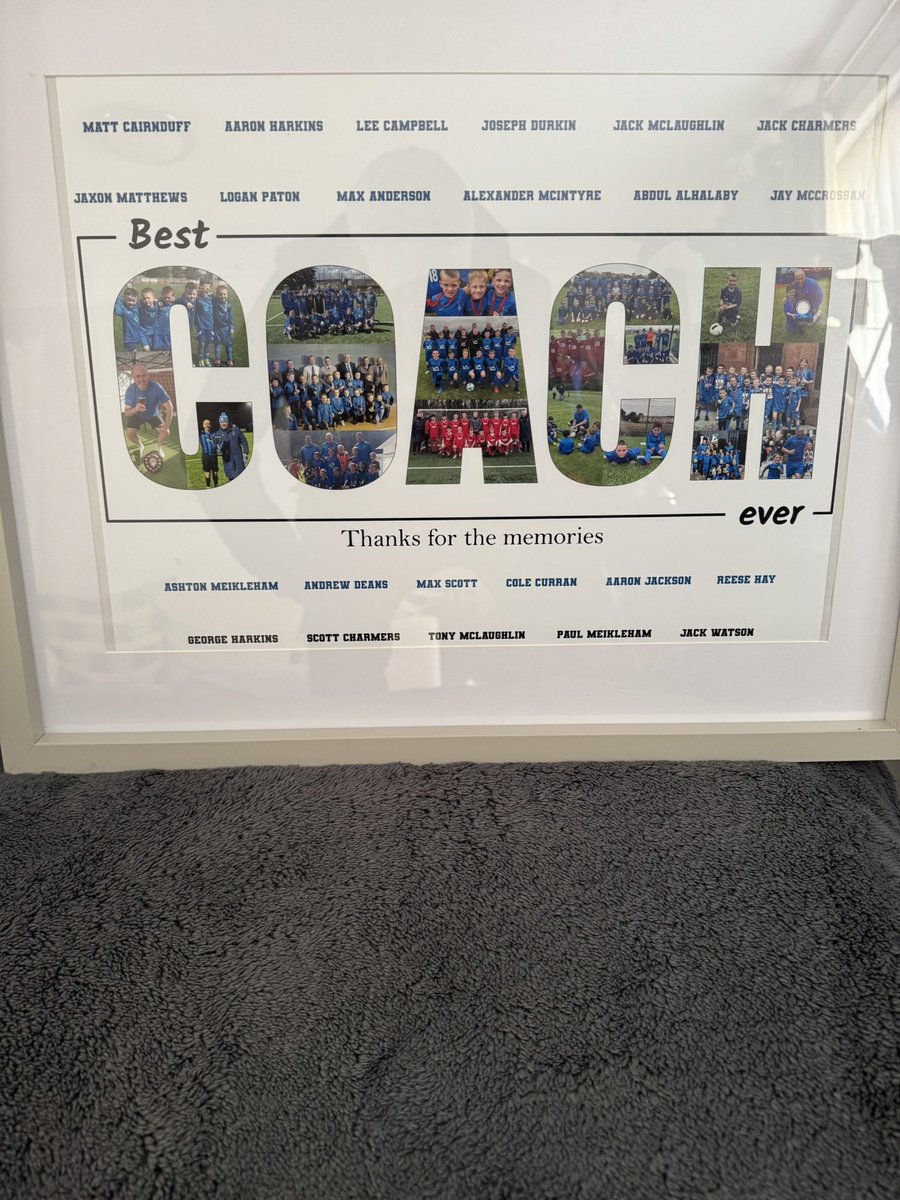 MATT CAIRNDUFF AARON HARKINS LEE CAMPBELL JOSEPH DURKIN JACK MCLAUGHLIN JACK CHARMERS
JAXON MATTHEWS LOGAN PATON MAX ANDERSON ALEXANDER MCINTYRE ABDUL ALHALABY JAY MCCROSSAN
Best
COACH
ever
Thanks for the memories
ASHTON MEIKLEHAM ANDREW DEANS MAX SCOTT COLE CURRAN AARON JACKSON REESE HAY
GEORGE HARKINS SCOTT CHARMERS TONY MCLAUGHLIN PAUL MEIKLEHAM JACK WATSON